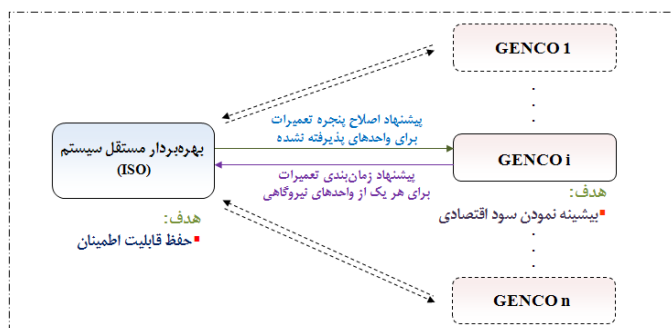 GENCO 1
پیشنهاد اصلاح پنجره تعمیرات
برای واحدهای پذیرفته نشده
بهره‌بردار مستقل سیستم
(ISO)
GENCO i
پیشنهاد زمان‌بندی تعمیرات
برای هر یک از واحدهای نیروگاهی
هدف:
بیشینه نمودن سود اقتصادی
هدف:
حفظ قابلیت اطمینان
GENCO n